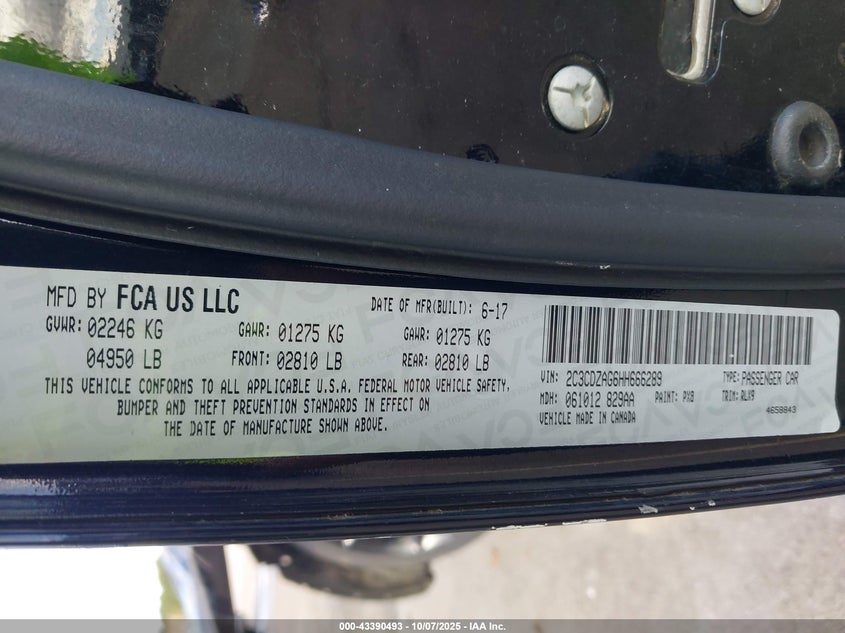 MFD BY FCA US LLC
DATE OF MFR(BUILT): 6-17
GVWR: 02246 KG GAWR: 01275 KG GAWR: 01275 KG
04950 LB FRONT: 02810 LB REAR: 02810 LB
THIS VEHICLE CONFORMS TO ALL APPLICABLE U.S.A. FEDERAL MOTOR VEHICLE SAFETY,
BUMPER AND THEFT PREVENTION STANDARDS IN EFFECT ON
THE DATE OF MANUFACTURE SHOWN ABOVE.
VIN: 2C3CDZAG6HH666289 TYPE: PASSENGER CAR
MDH: 061012 829AA PAINT: PX8 TRIM: RLX9
VEHICLE MADE IN CANADA 4658843
000-43390493 - 10/07/2025 - IAA Inc.